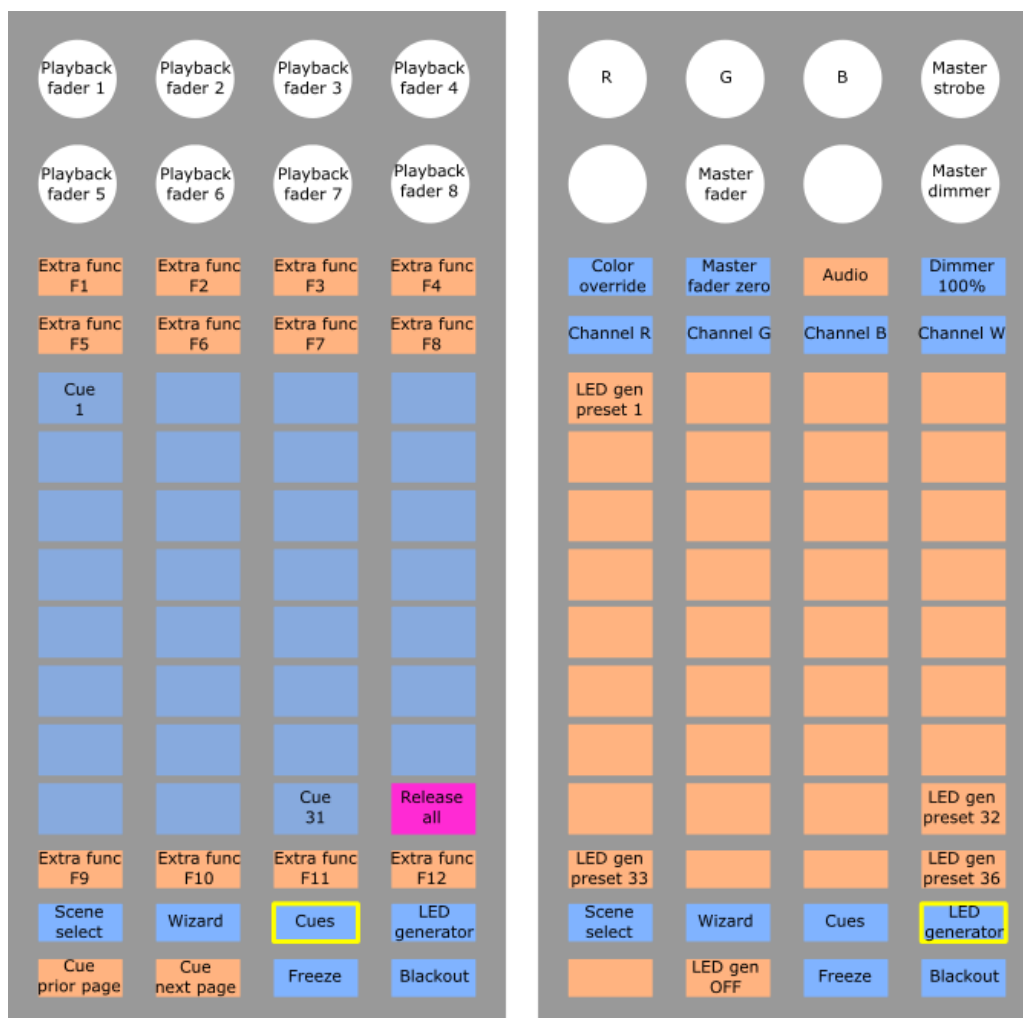 Playback
fader 1
Playback
fader 2
Playback
fader 3
Playback
fader 4
Playback
fader 5
Playback
fader 6
Playback
fader 7
Playback
fader 8
Extra func
F1
Extra func
F2
Extra func
F3
Extra func
F4
Extra func
F5
Extra func
F6
Extra func
F7
Extra func
F8
Cue
1
Cue
31
Release
all
Extra func
F9
Extra func
F10
Extra func
F11
Extra func
F12
Scene
select
Wizard
Cues
LED
generator
Cue
prior page
Cue
next page
Freeze
Blackout
R
G
B
Master
strobe
Master
fader
Master
dimmer
Color
override
Master
fader zero
Audio
Dimmer
100%
Channel R
Channel G
Channel B
Channel W
LED gen
preset 1
LED gen
preset 32
LED gen
preset 33
LED gen
preset 36
Scene
select
Wizard
Cues
LED
generator
LED gen
OFF
Freeze
Blackout